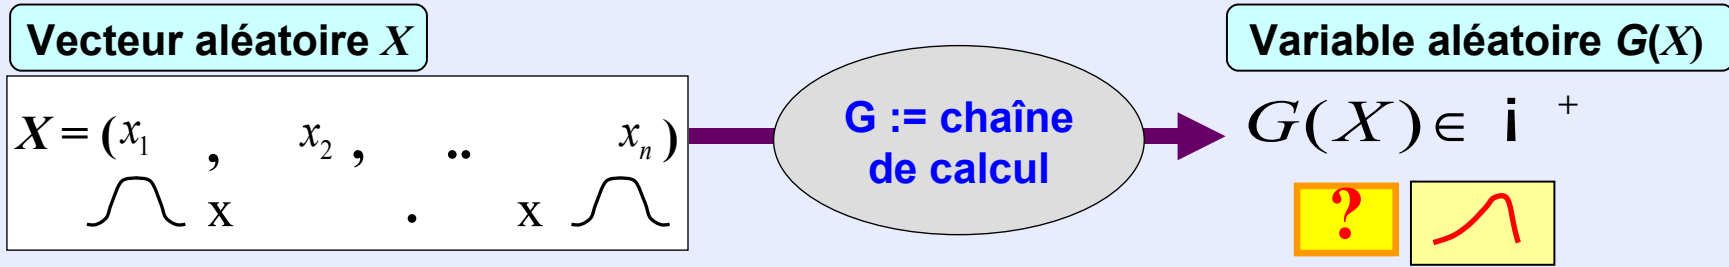 Vecteur aléatoire X
X = (x₁ , x₂ , .. xₙ)
x . x
G := chaîne
de calcul
Variable aléatoire G(X)
G(X) ∈ i ⁺
?